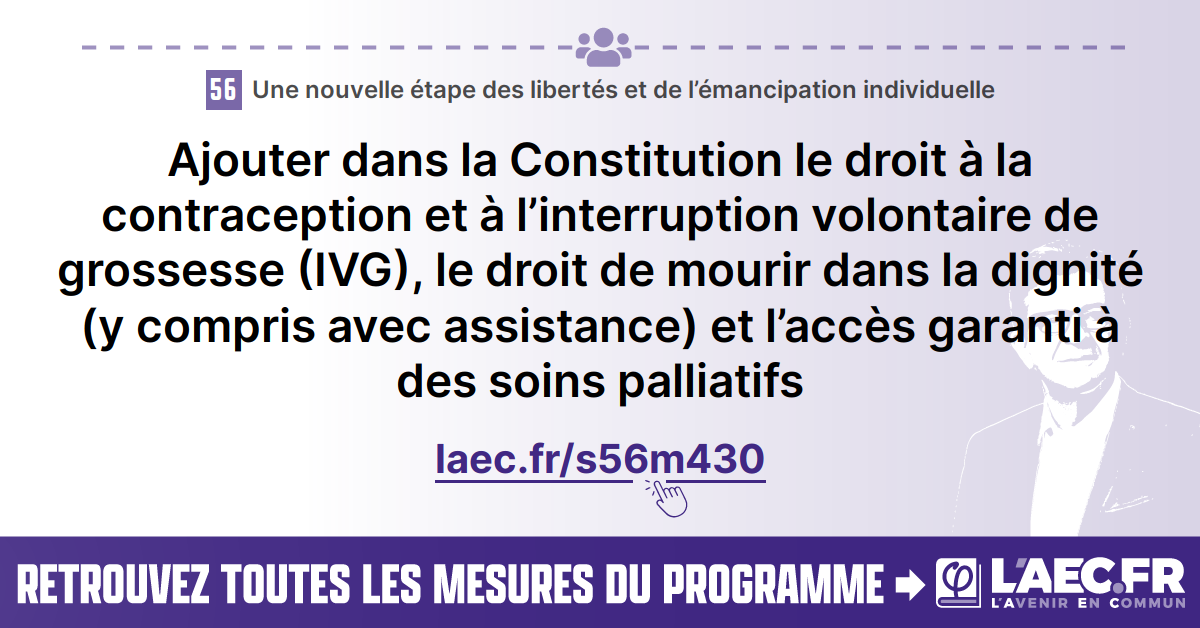 56 Une nouvelle étape des libertés et de l’émancipation individuelle
Ajouter dans la Constitution le droit à la
contraception et à l’interruption volontaire de
grossesse (IVG), le droit de mourir dans la dignité
(y compris avec assistance) et l’accès garanti à
des soins palliatifs
laec.fr/s56m430
RETROUVEZ TOUTES LES MESURES DU PROGRAMME
φ L’AEC.FR
L’AVENIR EN COMMUN